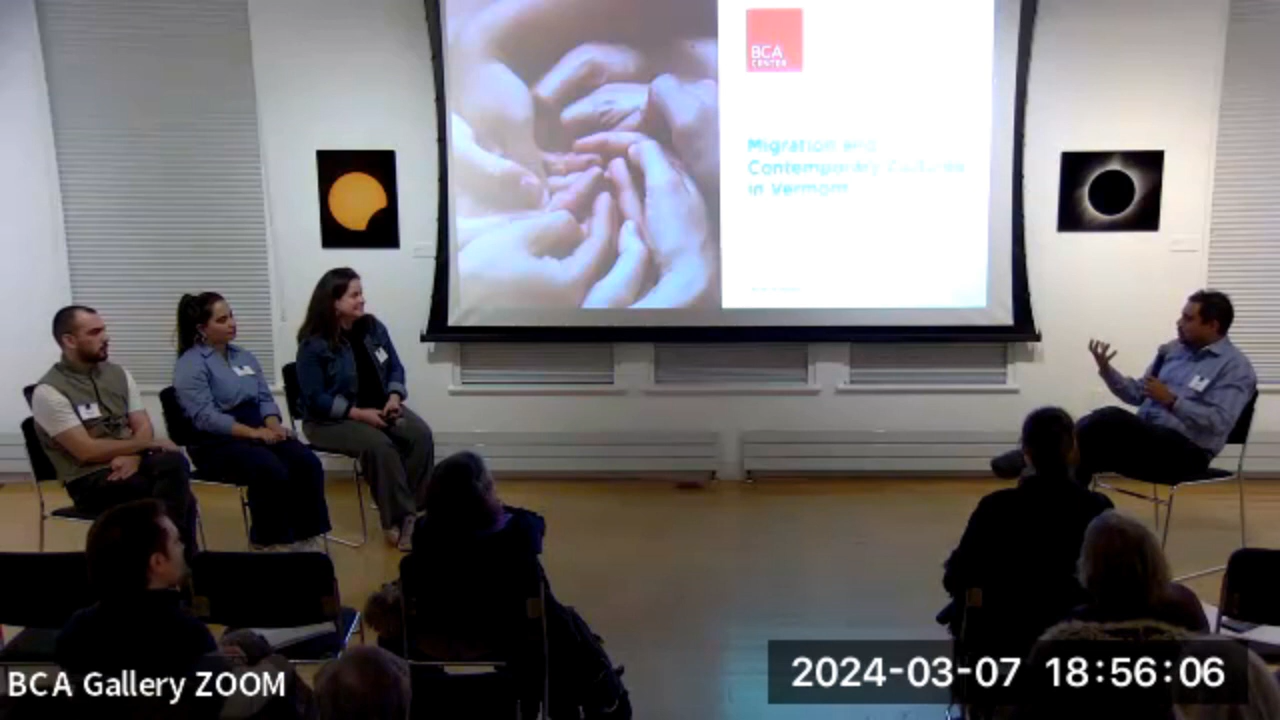 BCA
CENTER
Migration and
Contemporary Cultures
in Vermont
BCA Gallery ZOOM
2024-03-07 18:56:06